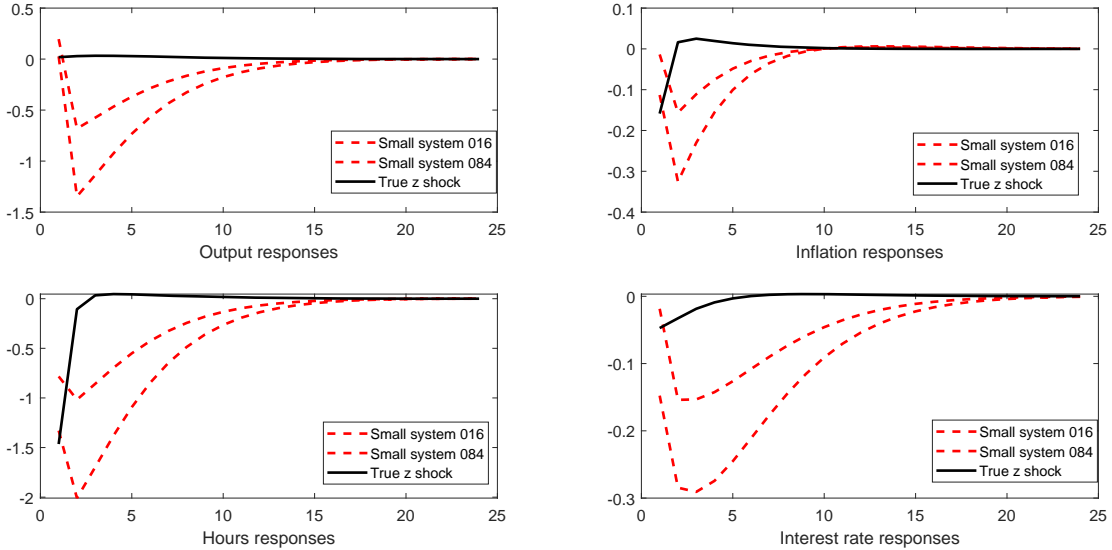 0.5
0
-0.5
-1
-1.5
0 5 10 15 20 25
Output responses
Small system 016
Small system 084
True z shock
0.1
0
-0.1
-0.2
-0.3
-0.4
0 5 10 15 20 25
Inflation responses
Small system 016
Small system 084
True z shock
0
-0.5
-1
-1.5
-2
0 5 10 15 20 25
Hours responses
Small system 016
Small system 084
True z shock
0
-0.1
-0.2
-0.3
0 5 10 15 20 25
Interest rate responses
Small system 016
Small system 084
True z shock